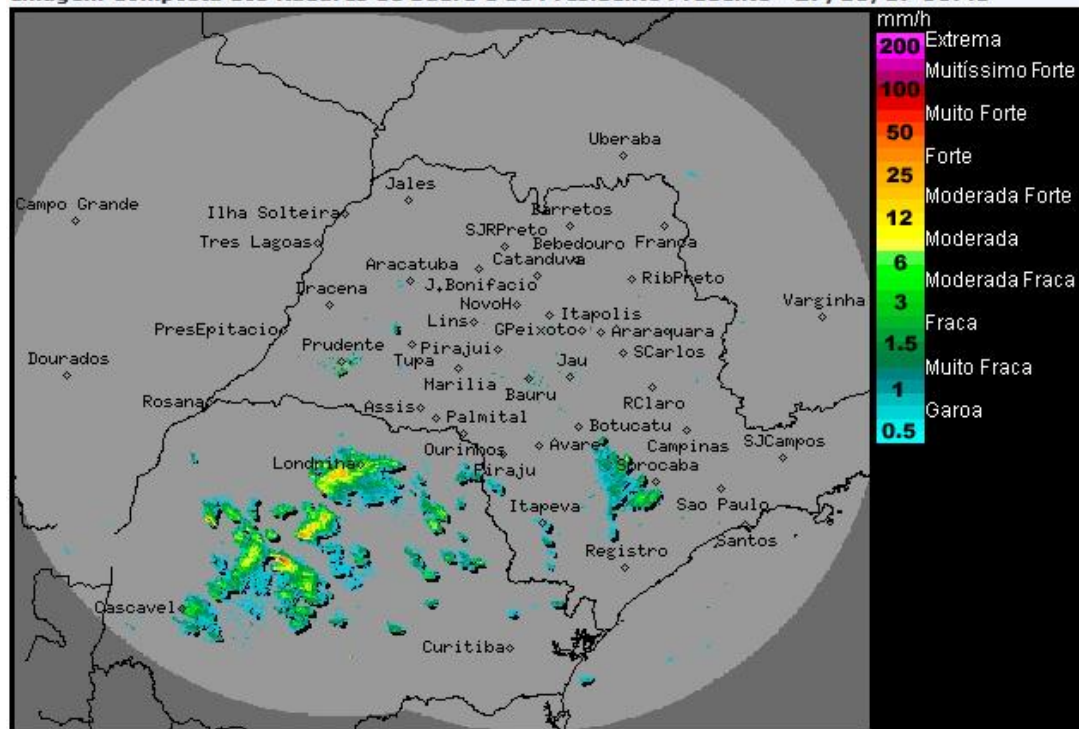 mm/h
200 Extrema
Muitíssimo Forte
100
Muito Forte
50
Forte
25
Moderada Forte
12
Moderada
6
Moderada Fraca
3
Fraca
1.5
Muito Fraca
1
Garoa
0.5
Uberaba
Jales
Campo Grande
Ilha Solteira
Barretos
Tres Lagoas
SJRPreto
Bebedouro
Franca
Catanduva
Aracatuba
J.Bonifacio
RibPreto
Dracena
NovoH
Itapolis
Varginha
PresEpitacio
Lins
GPeixoto
Araraquara
Prudente
Pirajui
SCarlos
Dourados
Tupa
Jau
Marilia
Bauru
Rosana
Assis
RClaro
Palmital
Botucatu
Ourinhos
Avare
Campinas
SJCampos
Londrina
Piraju
Sorocaba
Itapeva
Sao Paulo
Registro
Santos
Cascavel
Curitiba